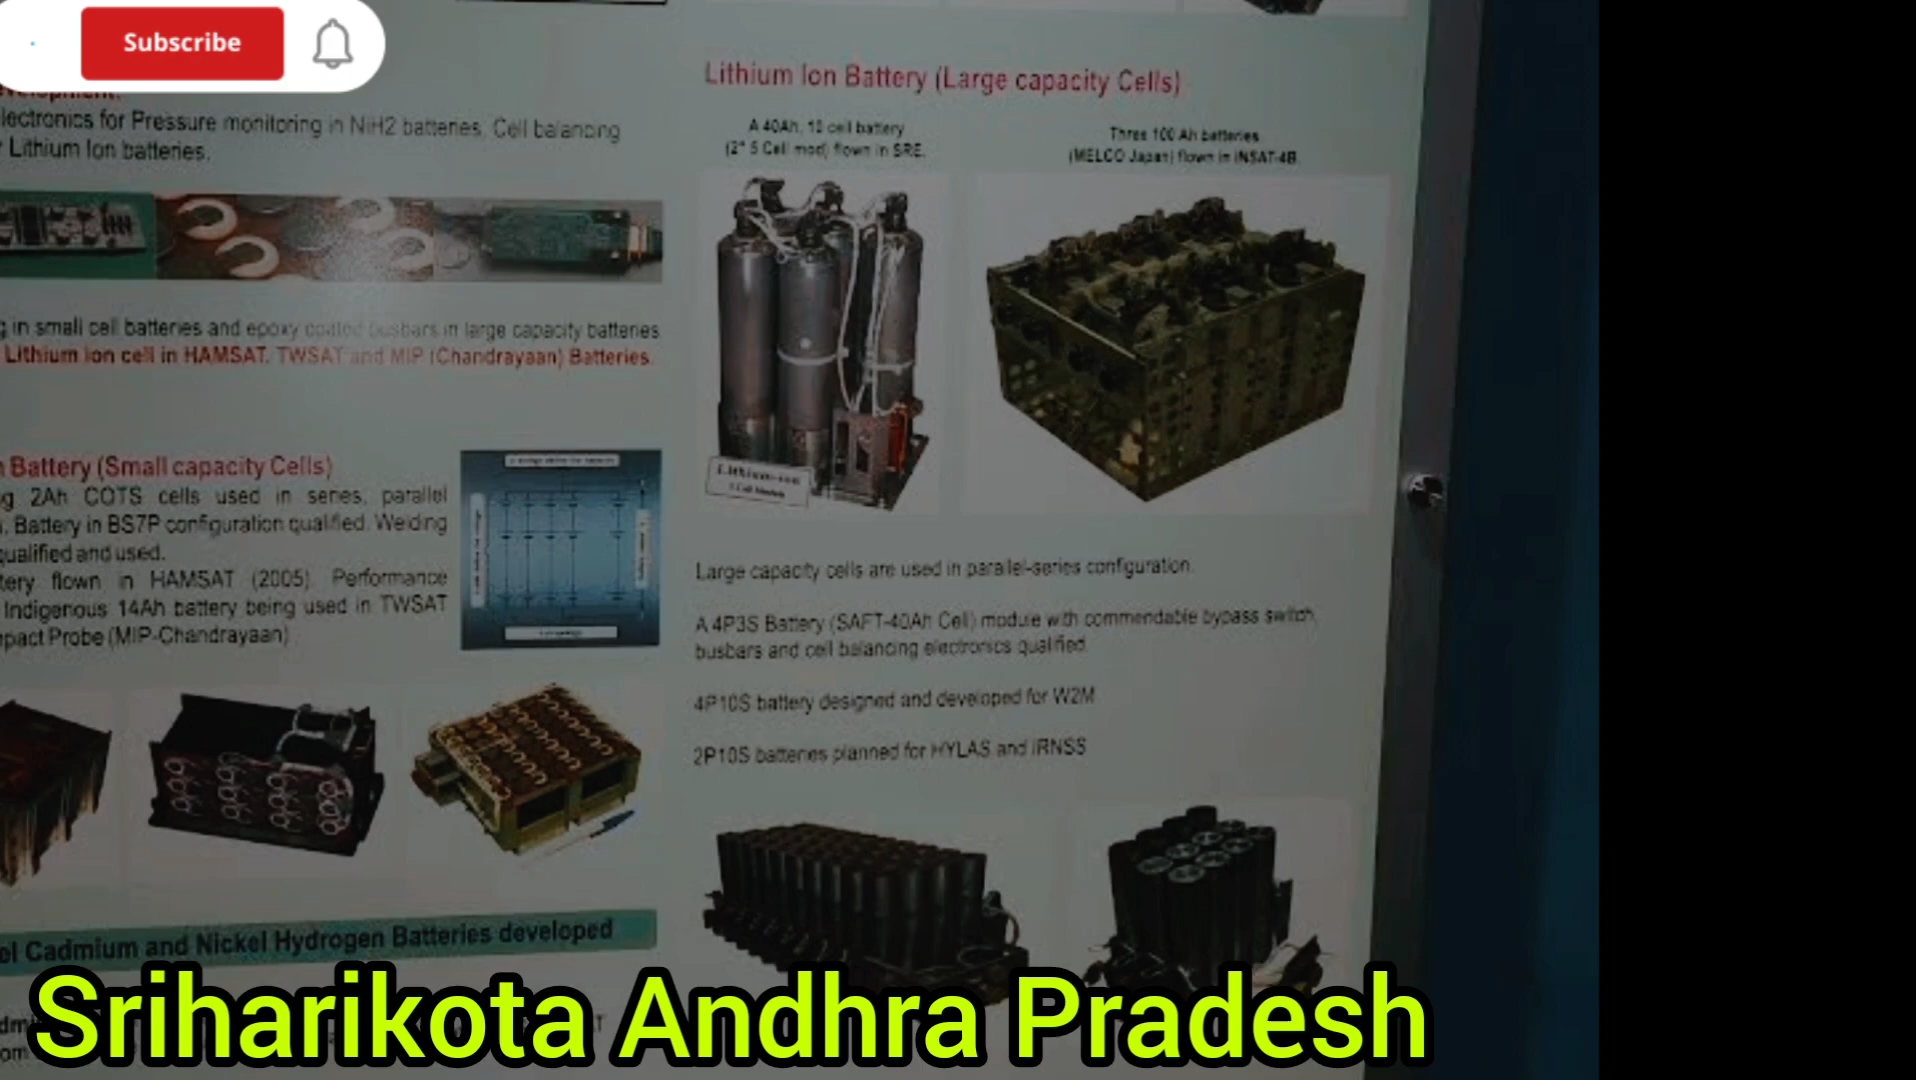 Subscribe
lectronics for Pressure monitoring in NiH2 batteries, Cell balancing
Lithium Ion batteries.
in small cell batteries and epoxy coated busbars in large capacity batteries
Lithium Ion cell in HAMSAT, TWSAT and MIP (Chandrayaan) Batteries.
Battery (Small capacity Cells)
2Ah COTS cells used in series, parallel
Battery in BS7P configuration qualified. Welding
qualified and used.
tery flown in HAMSAT (2005). Performance
Indigenous 14Ah battery being used in TWSAT
mpact Probe (MIP-Chandrayaan)
el Cadmium and Nickel Hydrogen Batteries developed
Lithium Ion Battery (Large capacity Cells)
A 40Ah, 10 cell battery
(2* 5 Cell mod) flown in SRE.
Three 100 Ah batteries
(MELCO Japan) flown in INSAT-4B
Lithium-ion
5 Cell Module
Large capacity cells are used in parallel-series configuration.
A 4P3S Battery (SAFT-40Ah Cell) module with commendable bypass switch,
busbars and cell balancing electronics qualified.
4P10S battery designed and developed for W2M
2P10S batteries planned for HYLAS and IRNSS
Sriharikota Andhra Pradesh